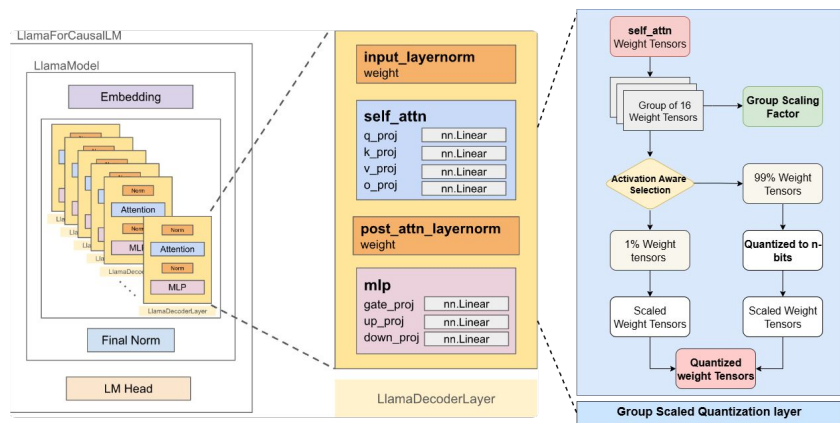 LlamaForCausalLM
LlamaModel
Embedding
Norm
Attention
Norm
MLP
LlamaDecoderLayer
Norm
Attention
Norm
MLP
LlamaDecoderLayer
Final Norm
LM Head
input_layernorm
weight
self_attn
q_proj nn.Linear
k_proj nn.Linear
v_proj nn.Linear
o_proj nn.Linear
post_attn_layernorm
weight
mlp
gate_proj nn.Linear
up_proj nn.Linear
down_proj nn.Linear
LlamaDecoderLayer
self_attn
Weight Tensors
Group of 16
Weight Tensors
Group Scaling
Factor
Activation Aware
Selection
99% Weight
Tensors
1% Weight
tensors
Quantized to n-
bits
Scaled
Weight Tensors
Scaled Weight
Tensors
Quantized
weight Tensors
Group Scaled Quantization layer